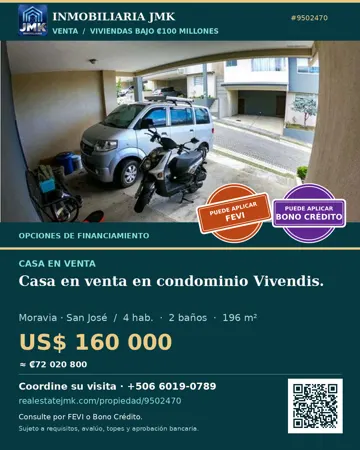 JMK
INMOBILIARIA JMK
#9502470
VENTA / VIVIENDAS BAJO ₡100 MILLONES
PUEDE APLICAR
FEVI
PUEDE APLICAR
BONO CRÉDITO
OPCIONES DE FINANCIAMIENTO
CASA EN VENTA
Casa en venta en condominio Vivendis.
Moravia · San José / 4 hab. · 2 baños · 196 m²
US$ 160 000
≈ ₡72 020 800
Coordine su visita · +506 6019-0789
realestatejmk.com/propiedad/9502470
Consulte por FEVI o Bono Crédito.
Sujeto a requisitos, avalúo, topes y aprobación bancaria.